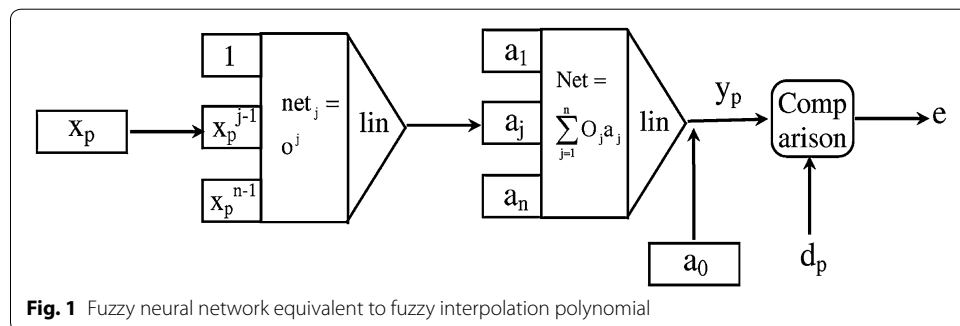 x_p
1
x_p^{j-1}
x_p^{n-1}
net_j =
o^j
lin
a_1
a_j
a_n
Net =
\sum_{j=1}^{n} O_j a_j
lin
y_p
a_0
Comp
arison
d_p
e
Fig. 1 Fuzzy neural network equivalent to fuzzy interpolation polynomial